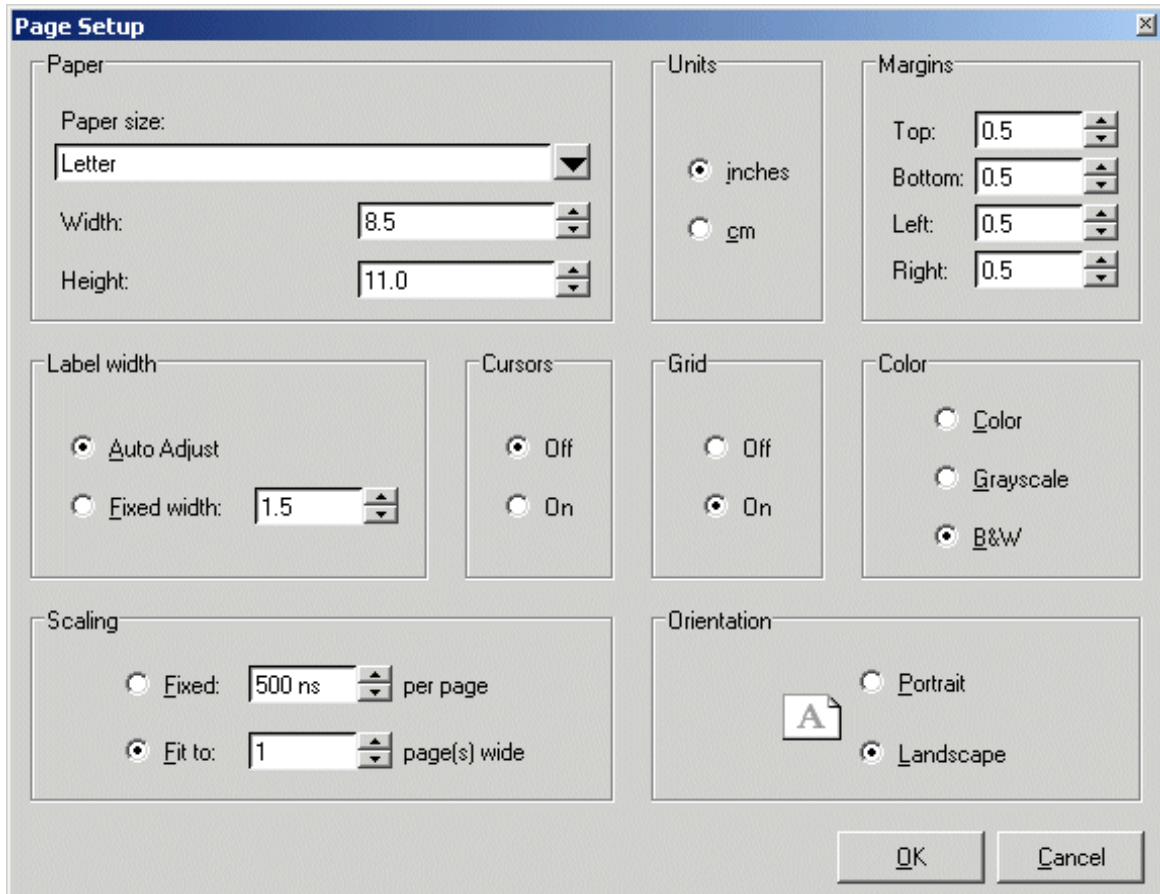 Page Setup
Paper
Paper size:
Letter
Width: 8.5
Height: 11.0
Units
inches
cm
Margins
Top: 0.5
Bottom: 0.5
Left: 0.5
Right: 0.5
Label width
Auto Adjust
Fixed width: 1.5
Cursors
Off
On
Grid
Off
On
Color
Color
Grayscale
B&W
Scaling
Fixed: 500 ns per page
Fit to: 1 page(s) wide
Orientation
A
Portrait
Landscape
OK Cancel